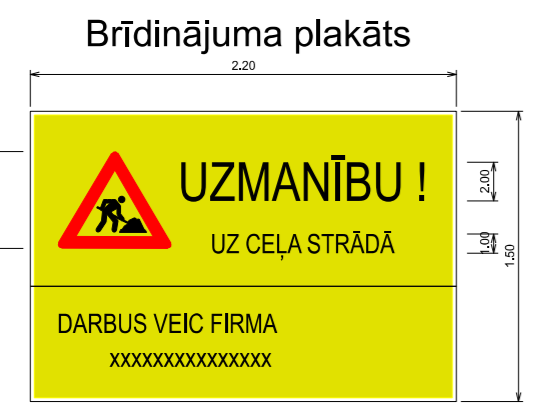 Brīdinājuma plakāts
2.20
UZMANĪBU !
2.00
UZ CEĻA STRĀDĀ
1.00
1.50
DARBUS VEIC FIRMA
xxxxxxxxxxxxxxx